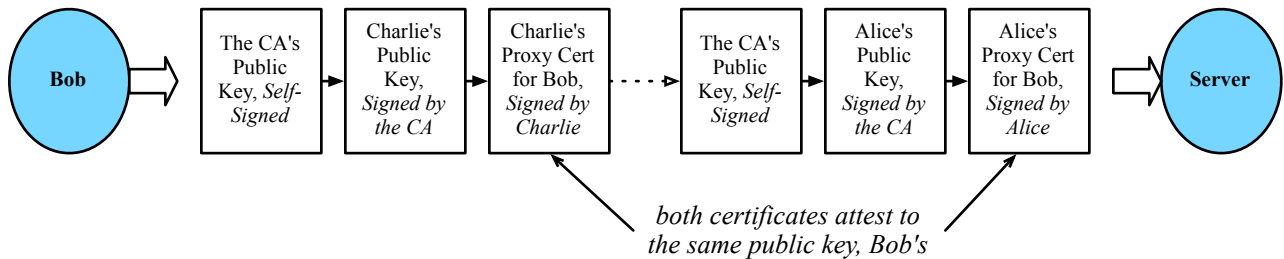 Bob
The CA's
Public
Key, Self-
Signed
Charlie's
Public
Key,
Signed by
the CA
Charlie's
Proxy Cert
for Bob,
Signed by
Charlie
The CA's
Public
Key, Self-
Signed
Alice's
Public
Key,
Signed by
the CA
Alice's
Proxy Cert
for Bob,
Signed by
Alice
Server
both certificates attest to
the same public key, Bob's